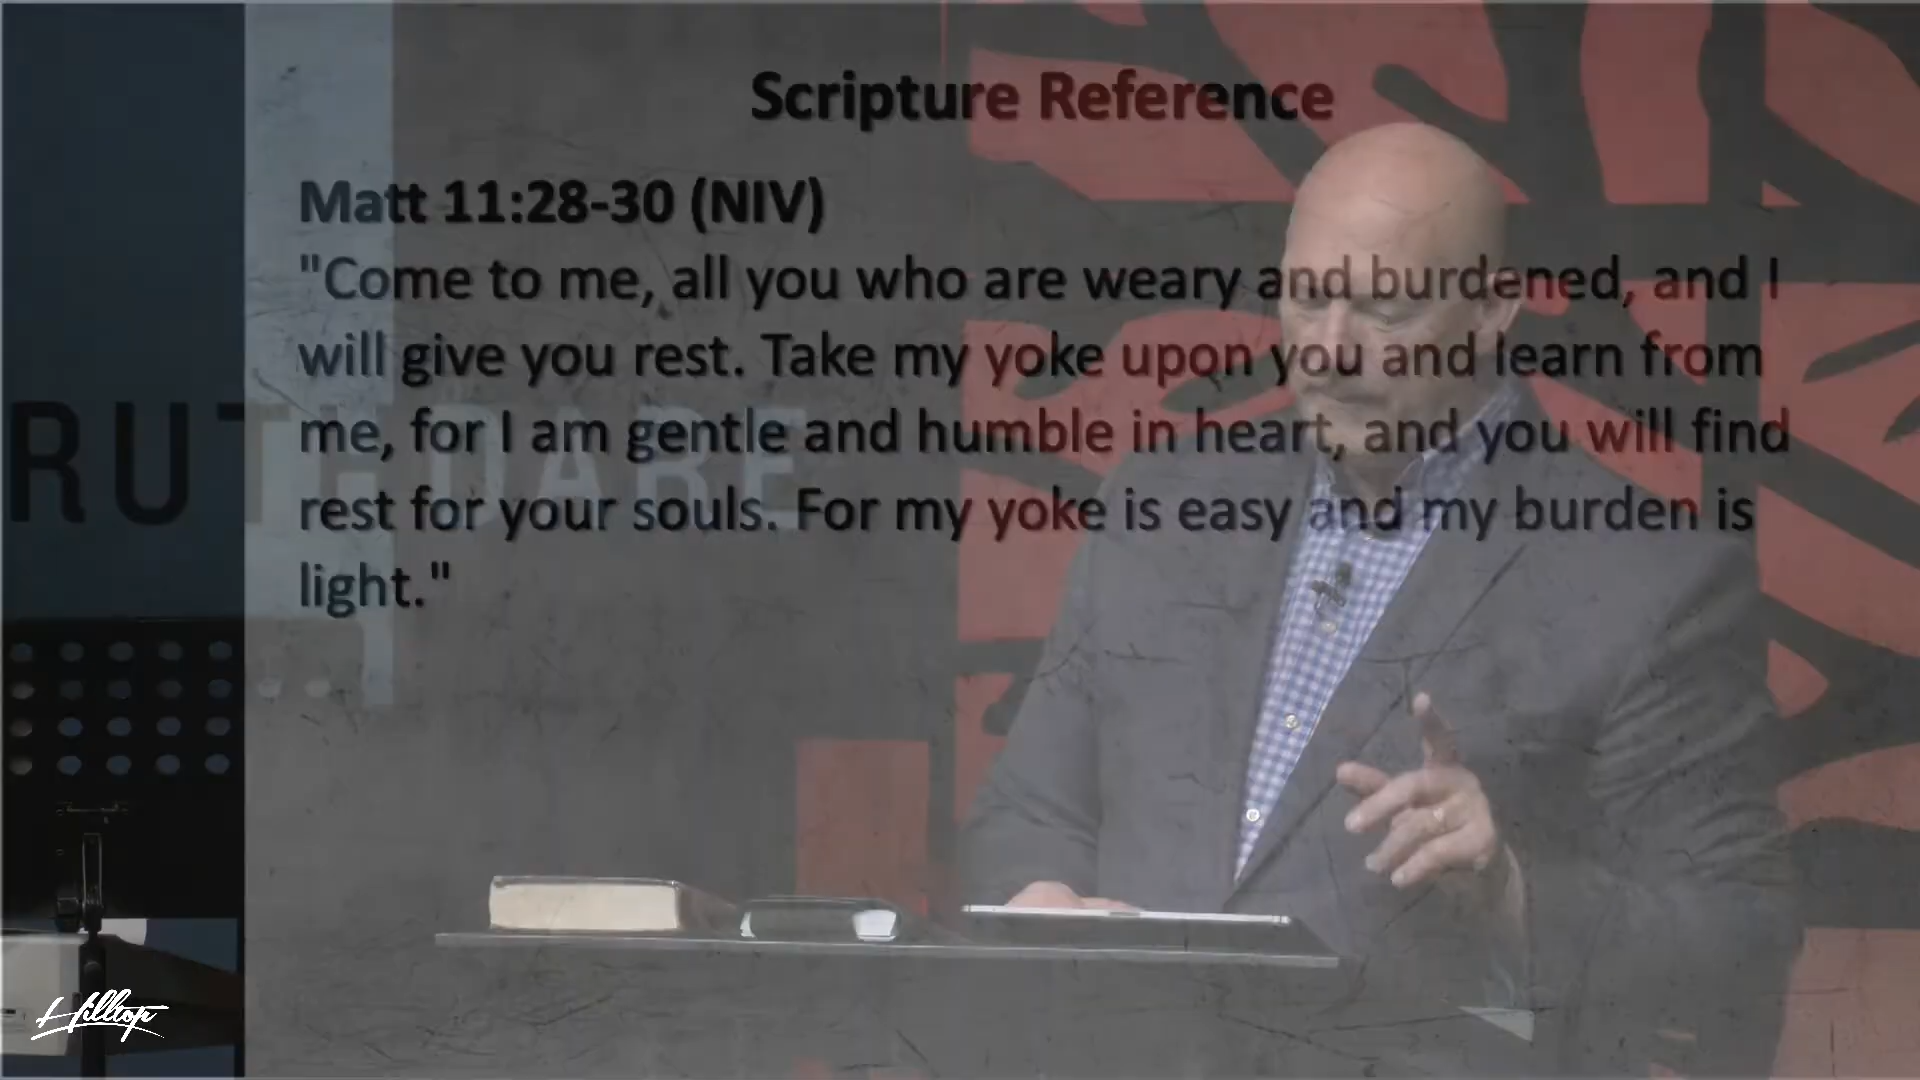 Scripture Reference
Matt 11:28-30 (NIV)
"Come to me, all you who are weary and burdened, and I
will give you rest. Take my yoke upon you and learn from
me, for I am gentle and humble in heart, and you will find
rest for your souls. For my yoke is easy and my burden is
light."
RUTH DARE
Hilltop